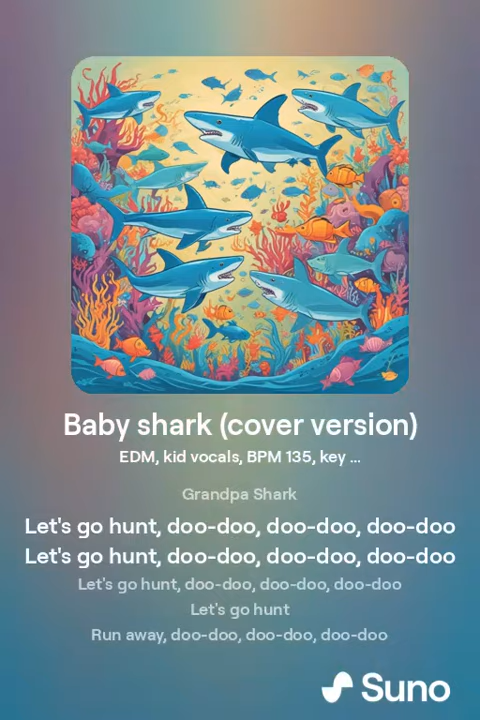 Baby shark (cover version)
EDM, kid vocals, BPM 135, key ...
Grandpa Shark
Let's go hunt, doo-doo, doo-doo, doo-doo
Let's go hunt, doo-doo, doo-doo, doo-doo
Let's go hunt, doo-doo, doo-doo, doo-doo
Let's go hunt
Run away, doo-doo, doo-doo, doo-doo
Suno